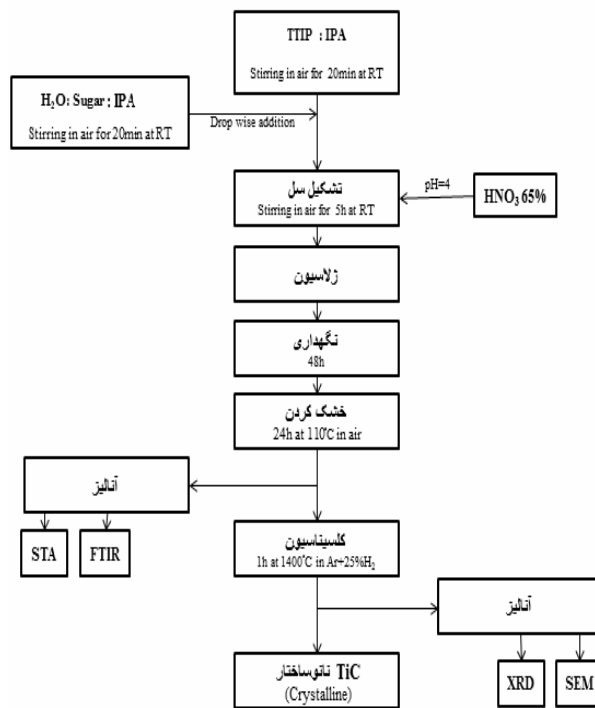 TTIP : IPA
Stirring in air for 20min at RT
H₂O: Sugar : IPA
Stirring in air for 20min at RT
Drop wise addition
تشکیل سل
Stirring in air for 5h at RT
pH=4
HNO₃ 65%
ژلاسیون
نگهداری
48h
خشک کردن
24h at 110°C in air
آنالیز
STA
FTIR
کلسیناسیون
1h at 1400°C in Ar+25%H₂
آنالیز
XRD
SEM
TiC نانوساختار
(Crystalline)